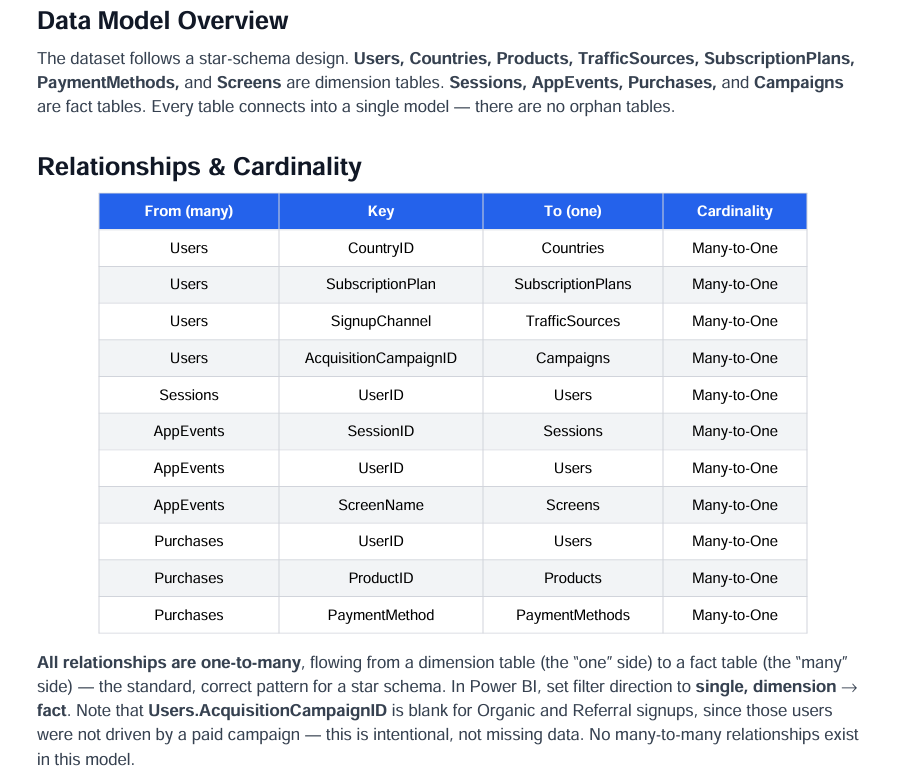 Data Model Overview
The dataset follows a star-schema design. Users, Countries, Products, TrafficSources, SubscriptionPlans,
PaymentMethods, and Screens are dimension tables. Sessions, AppEvents, Purchases, and Campaigns
are fact tables. Every table connects into a single model — there are no orphan tables.
Relationships & Cardinality
From (many) Key To (one) Cardinality
Users CountryID Countries Many-to-One
Users SubscriptionPlan SubscriptionPlans Many-to-One
Users SignupChannel TrafficSources Many-to-One
Users AcquisitionCampaignID Campaigns Many-to-One
Sessions UserID Users Many-to-One
AppEvents SessionID Sessions Many-to-One
AppEvents UserID Users Many-to-One
AppEvents ScreenName Screens Many-to-One
Purchases UserID Users Many-to-One
Purchases ProductID Products Many-to-One
Purchases PaymentMethod PaymentMethods Many-to-One
All relationships are one-to-many, flowing from a dimension table (the "one" side) to a fact table (the "many"
side) — the standard, correct pattern for a star schema. In Power BI, set filter direction to single, dimension →
fact. Note that Users.AcquisitionCampaignID is blank for Organic and Referral signups, since those users
were not driven by a paid campaign — this is intentional, not missing data. No many-to-many relationships exist
in this model.